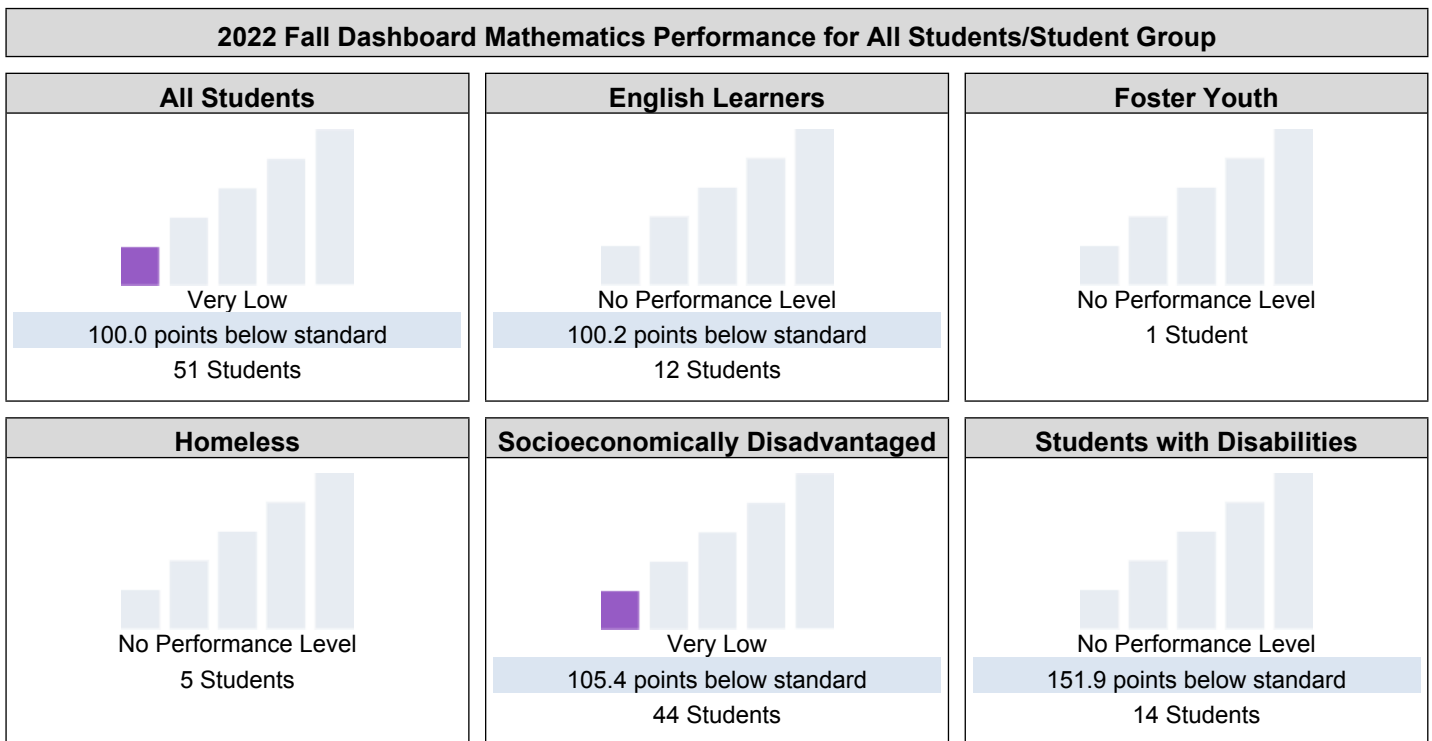 2022 Fall Dashboard Mathematics Performance for All Students/Student Group
All Students
Very Low
100.0 points below standard
51 Students
English Learners
No Performance Level
100.2 points below standard
12 Students
Foster Youth
No Performance Level
1 Student
Homeless
No Performance Level
5 Students
Socioeconomically Disadvantaged
Very Low
105.4 points below standard
44 Students
Students with Disabilities
No Performance Level
151.9 points below standard
14 Students